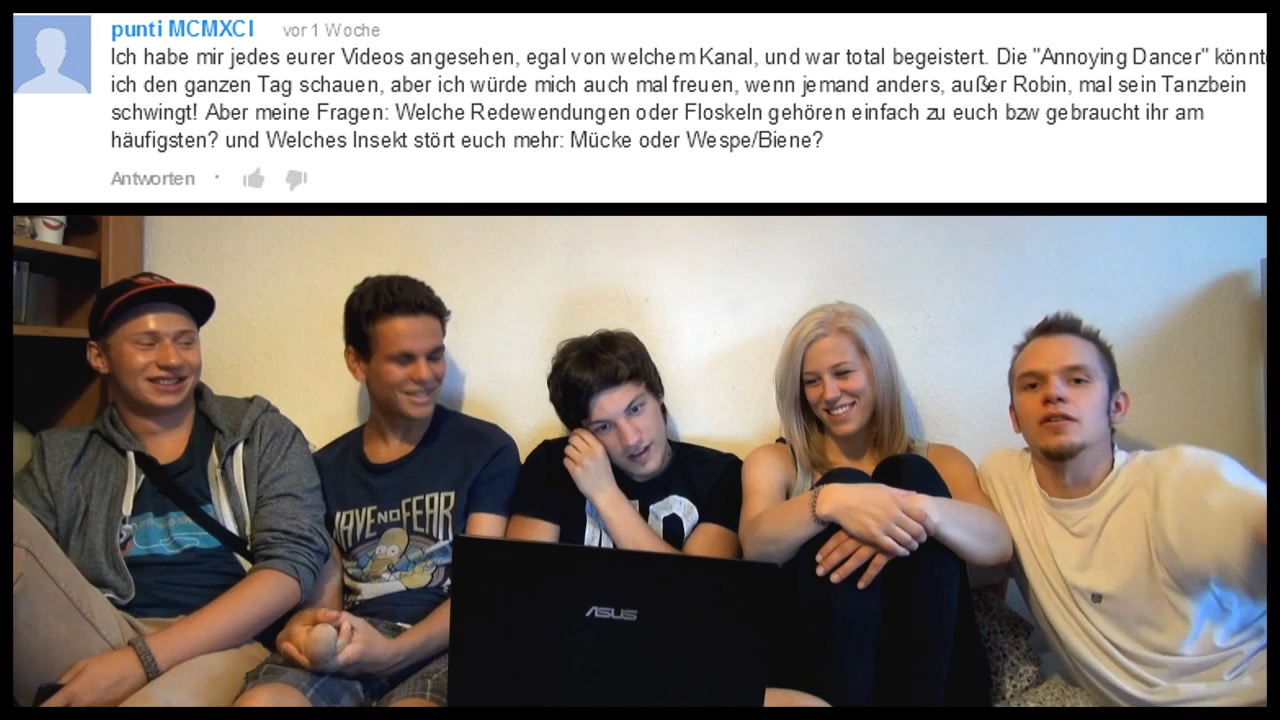 punti MCMXCI vor 1 Woche
Ich habe mir jedes eurer Videos angesehen, egal von welchem Kanal, und war total begeistert. Die "Annoying Dancer" könnt
ich den ganzen Tag schauen, aber ich würde mich auch mal freuen, wenn jemand anders, außer Robin, mal sein Tanzbein
schwingt! Aber meine Fragen: Welche Redewendungen oder Floskeln gehören einfach zu euch bzw gebraucht ihr am
häufigsten? und Welches Insekt stört euch mehr: Mücke oder Wespe/Biene?
Antworten ·
HAVE NO FEAR
ASUS